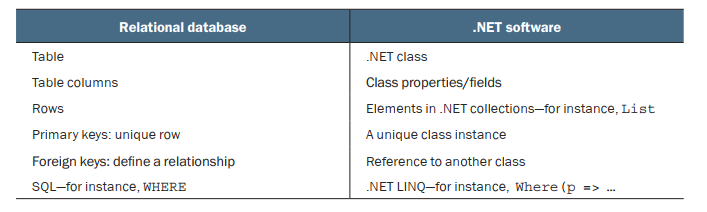 Relational database .NET software
Table .NET class
Table columns Class properties/fields
Rows Elements in .NET collections—for instance, List
Primary keys: unique row A unique class instance
Foreign keys: define a relationship Reference to another class
SQL—for instance, WHERE .NET LINQ—for instance, Where(p => …